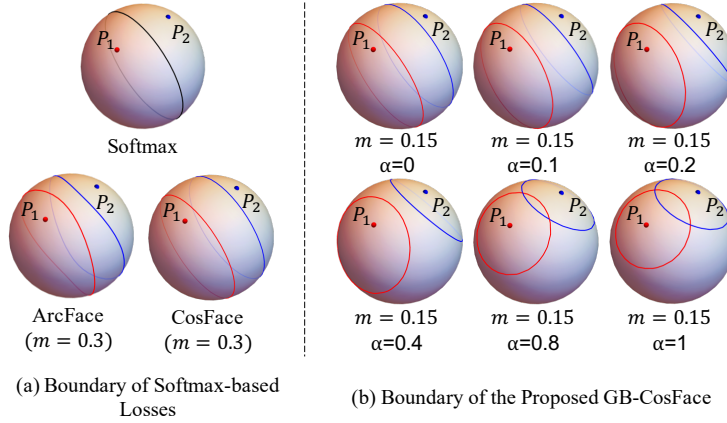 P₁
P₂
Softmax
P₁
P₂
P₁
P₂
ArcFace
(m = 0.3)
CosFace
(m = 0.3)
(a) Boundary of Softmax-based
Losses
P₁
P₂
P₁
P₂
P₁
P₂
m = 0.15
α=0
m = 0.15
α=0.1
m = 0.15
α=0.2
P₁
P₂
P₁
P₂
P₁
P₂
m = 0.15
α=0.4
m = 0.15
α=0.8
m = 0.15
α=1
(b) Boundary of the Proposed GB-CosFace